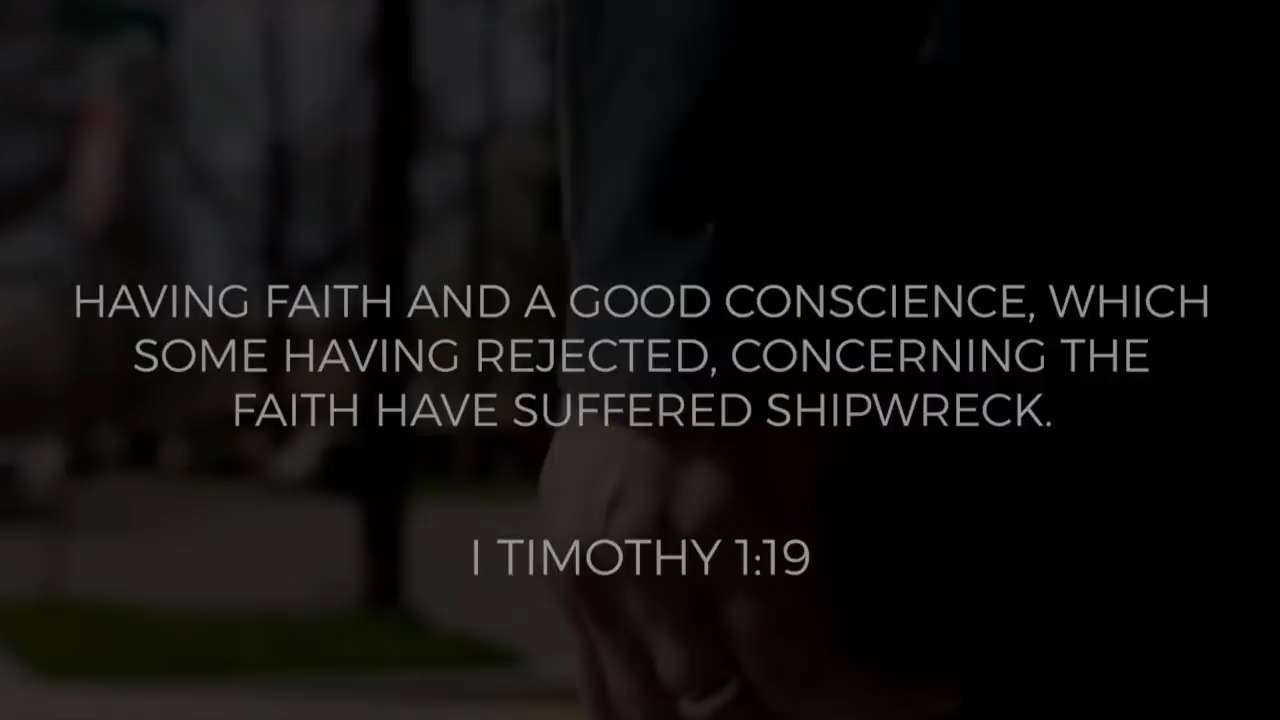 HAVING FAITH AND A GOOD CONSCIENCE, WHICH
SOME HAVING REJECTED, CONCERNING THE
FAITH HAVE SUFFERED SHIPWRECK.
I TIMOTHY 1:19